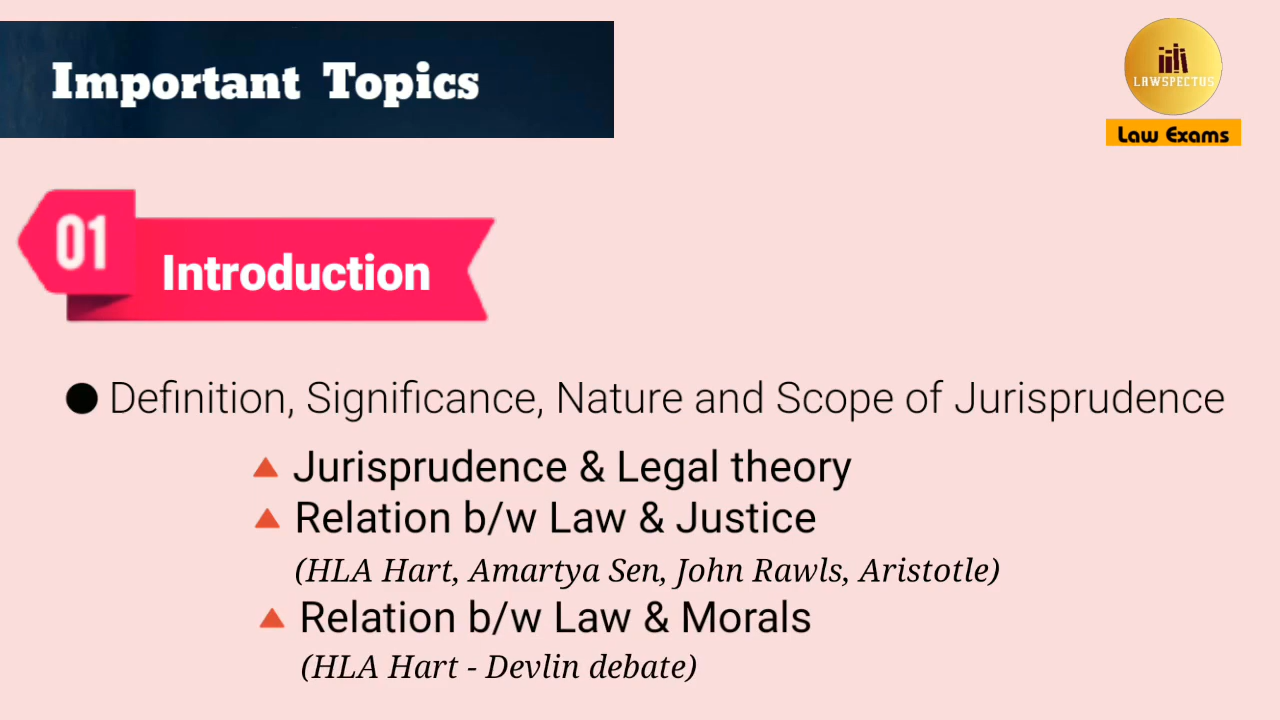 Important Topics
LAWSPECTUS
Law Exams
01
Introduction
● Definition, Significance, Nature and Scope of Jurisprudence
▲ Jurisprudence & Legal theory
▲ Relation b/w Law & Justice
(HLA Hart, Amartya Sen, John Rawls, Aristotle)
▲ Relation b/w Law & Morals
(HLA Hart - Devlin debate)